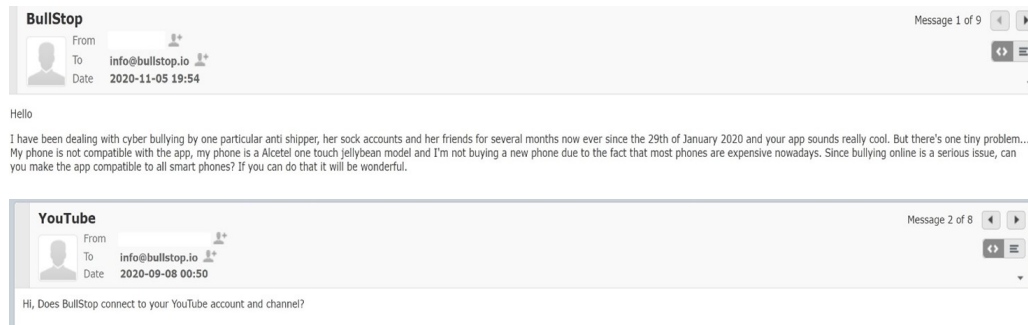 BullStop
Message 1 of 9
From
To info@bullstop.io
Date 2020-11-05 19:54
Hello
I have been dealing with cyber bullying by one particular anti shipper, her sock accounts and her friends for several months now ever since the 29th of January 2020 and your app sounds really cool. But there's one tiny problem...
My phone is not compatible with the app, my phone is a Alcetel one touch jellybean model and I'm not buying a new phone due to the fact that most phones are expensive nowadays. Since bullying online is a serious issue, can
you make the app compatible to all smart phones? If you can do that it will be wonderful.
YouTube
Message 2 of 8
From
To info@bullstop.io
Date 2020-09-08 00:50
Hi, Does BullStop connect to your YouTube account and channel?